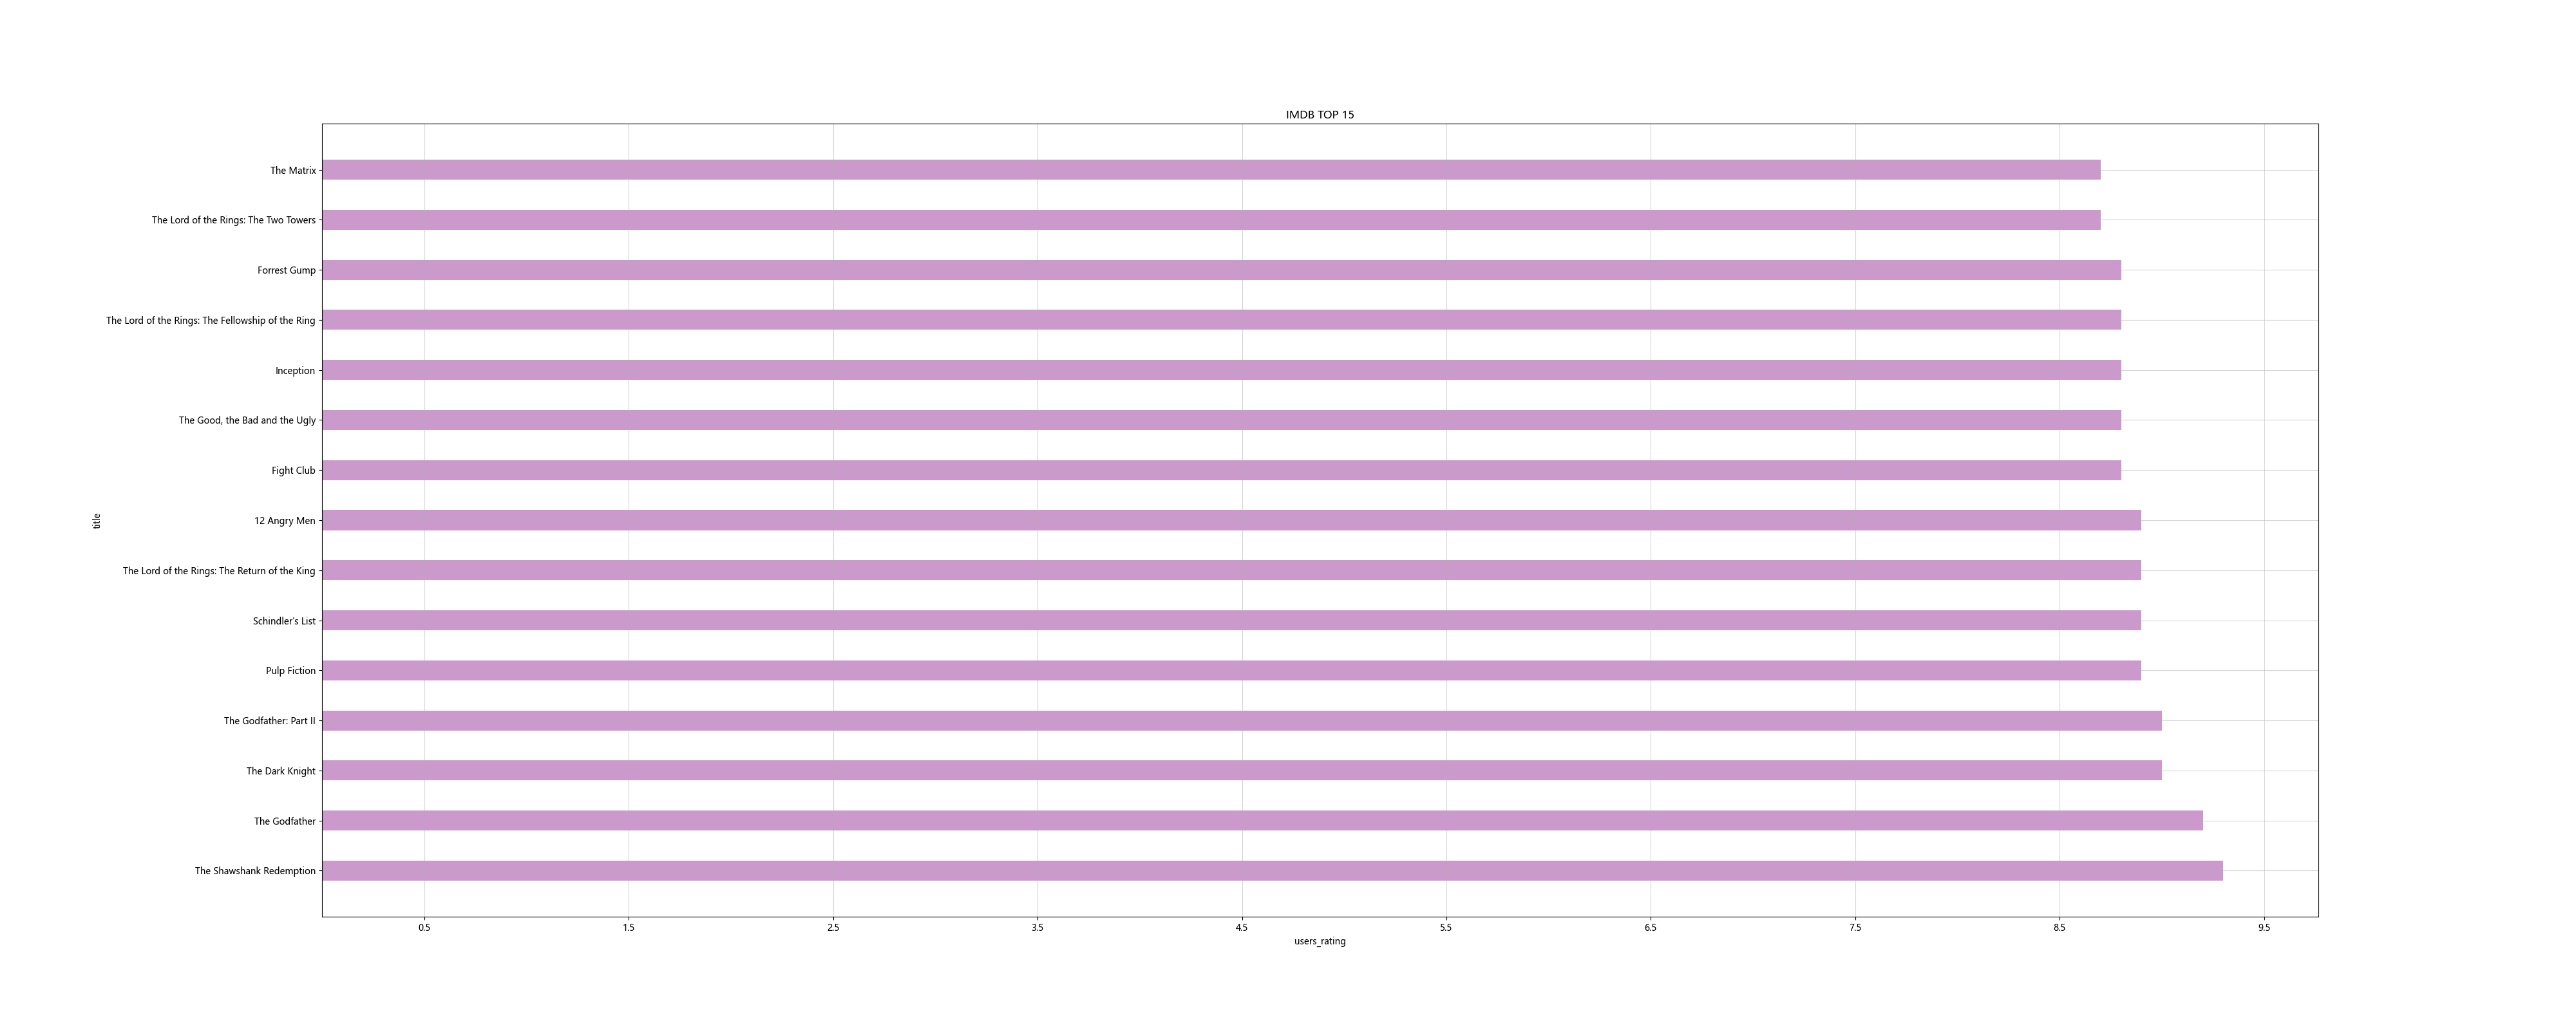 IMDB TOP 15
The Matrix
The Lord of the Rings: The Two Towers
Forrest Gump
The Lord of the Rings: The Fellowship of the Ring
Inception
The Good, the Bad and the Ugly
Fight Club
12 Angry Men
title
The Lord of the Rings: The Return of the King
Schindler's List
Pulp Fiction
The Godfather: Part II
The Dark Knight
The Godfather
The Shawshank Redemption
0.5 1.5 2.5 3.5 4.5 5.5 6.5 7.5 8.5 9.5
users_rating